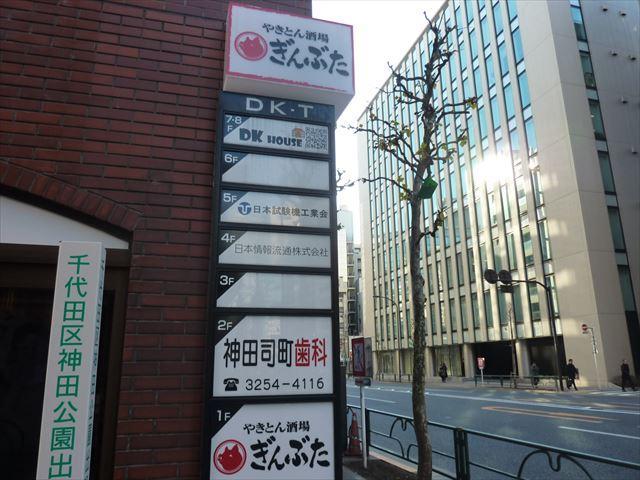 やきとん酒場
ぎんぶた
DK・T
7・8F
DK HOUSE
6F
5F
日本試験機工業会
4F
日本情報流通株式会社
3F
2F
神田司町歯科
☎ 3254-4116
1F
やきとん酒場
ぎんぶた
千代田区神田公園出